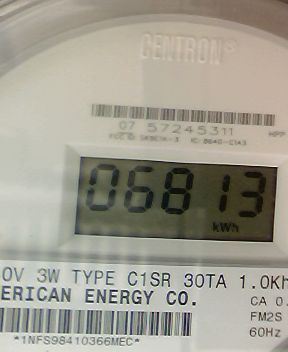 CENTRON®
07 57245311
HPP
06813
kWh
0V 3W TYPE C1SR 30TA 1.0Kh
ERICAN ENERGY CO.
CA 0.
FM2S
60Hz
*1NFS98410366MEC*